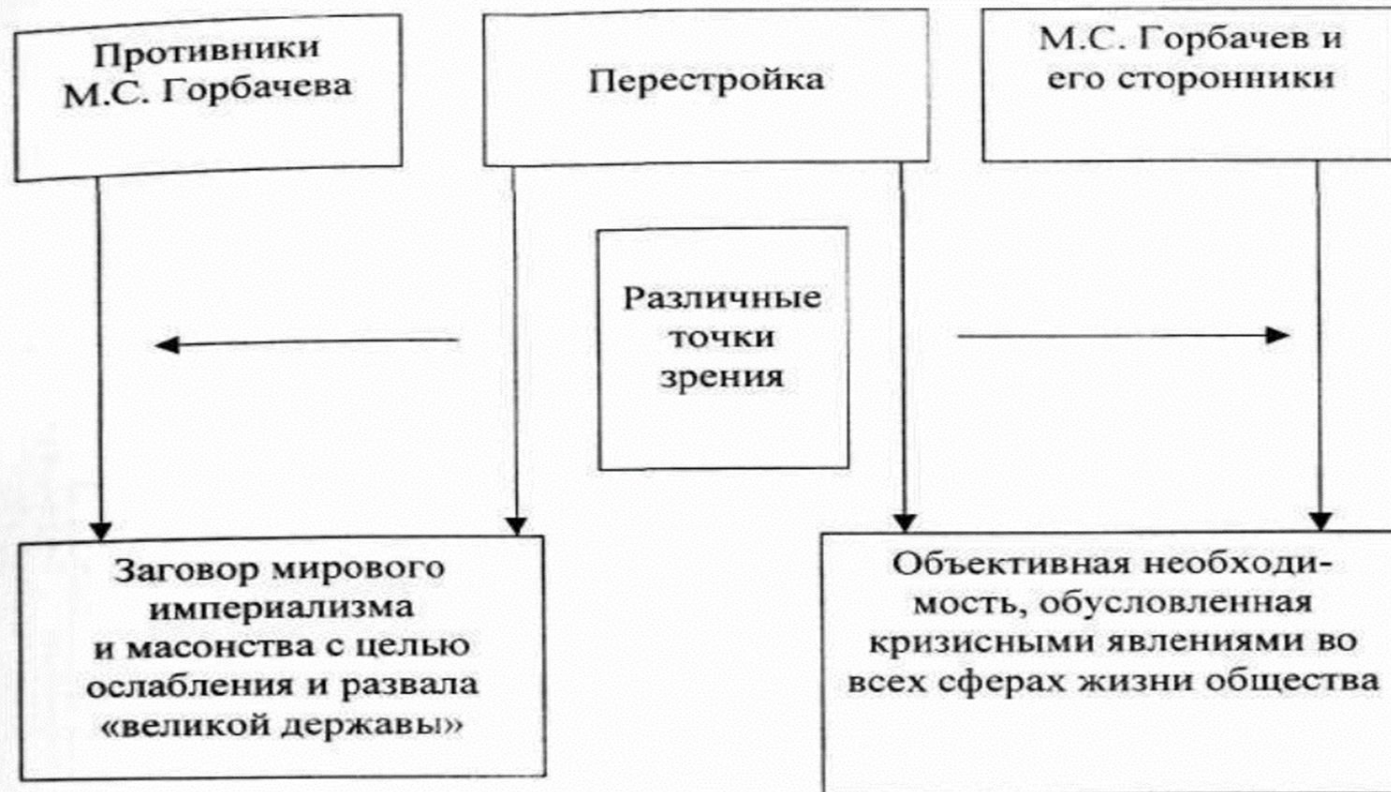 Противники
М.С. Горбачева
Перестройка
М.С. Горбачев и
его сторонники
Различные
точки
зрения
Заговор мирового
империализма
и масонства с целью
ослабления и развала
«великой державы»
Объективная необходи-
мость, обусловленная
кризисными явлениями во
всех сферах жизни общества